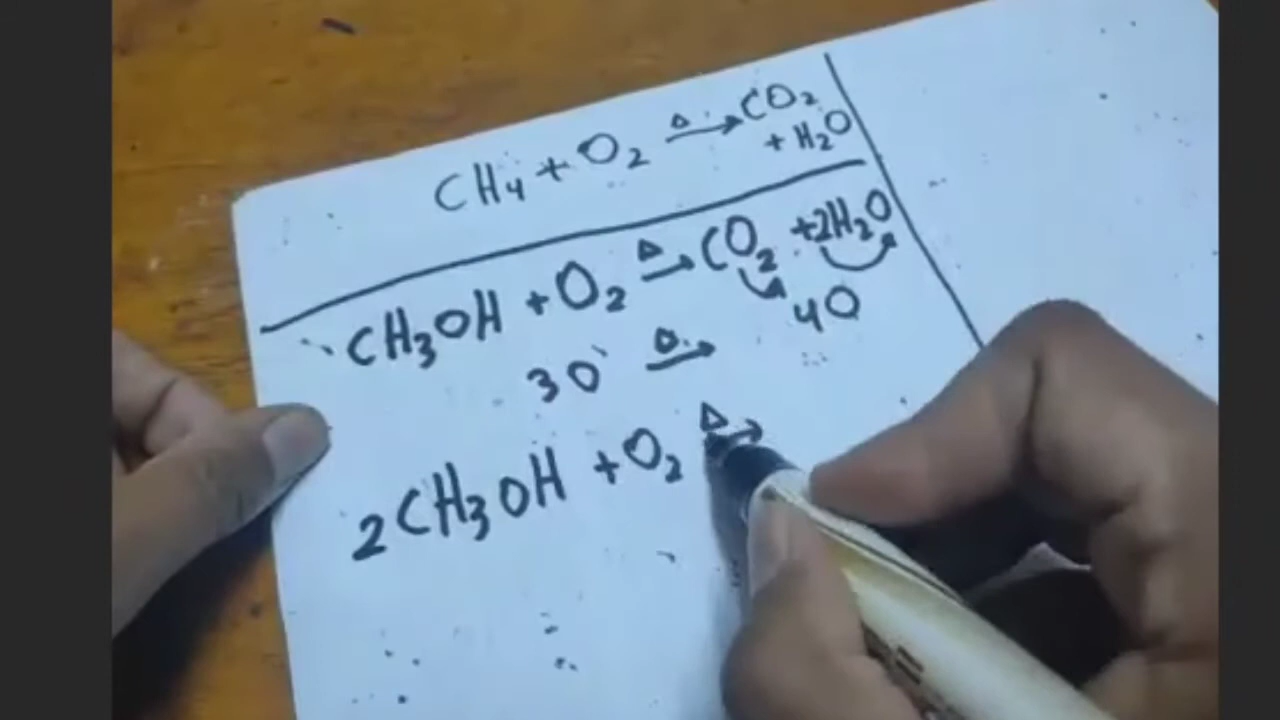 CH₄ + O₂ →Δ CO₂
+ H₂O
CH₃OH + O₂ →Δ CO₂ + 2H₂O
4O
3O →Δ
2CH₃OH + O₂ →Δ